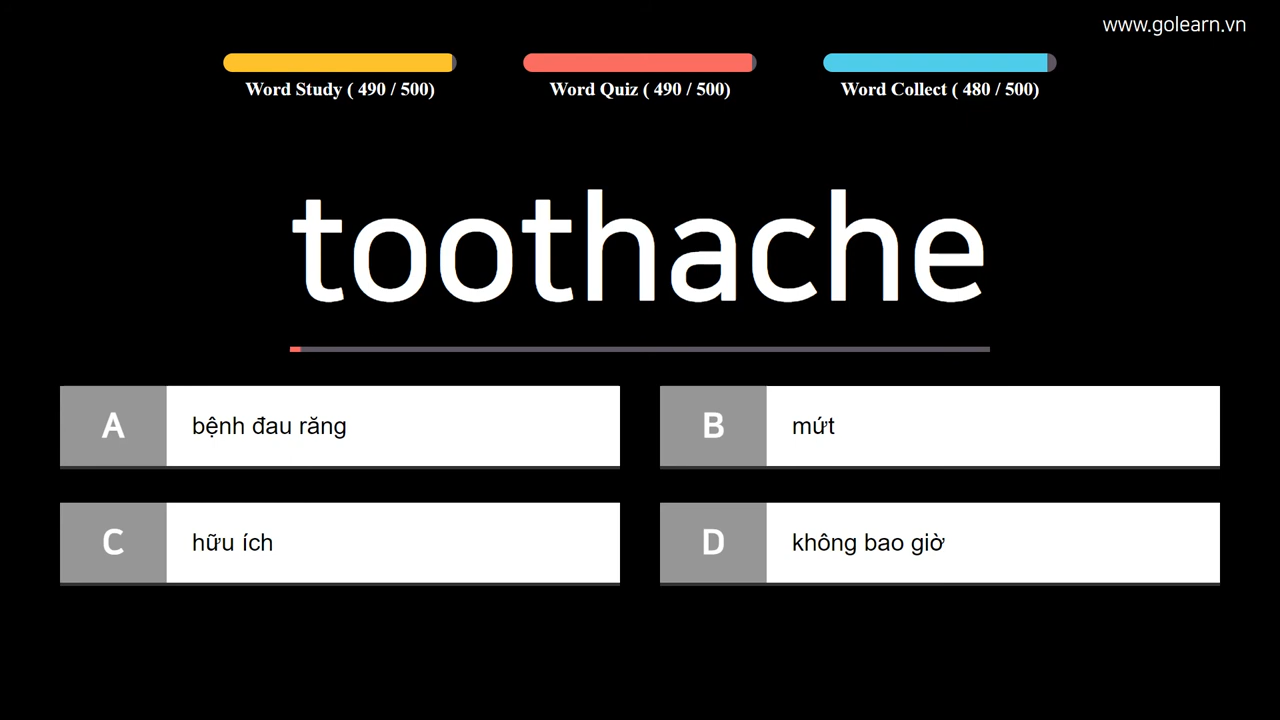 www.golearn.vn
Word Study ( 490 / 500)
Word Quiz ( 490 / 500)
Word Collect ( 480 / 500)
toothache
A bệnh đau răng
B mứt
C hữu ích
D không bao giờ